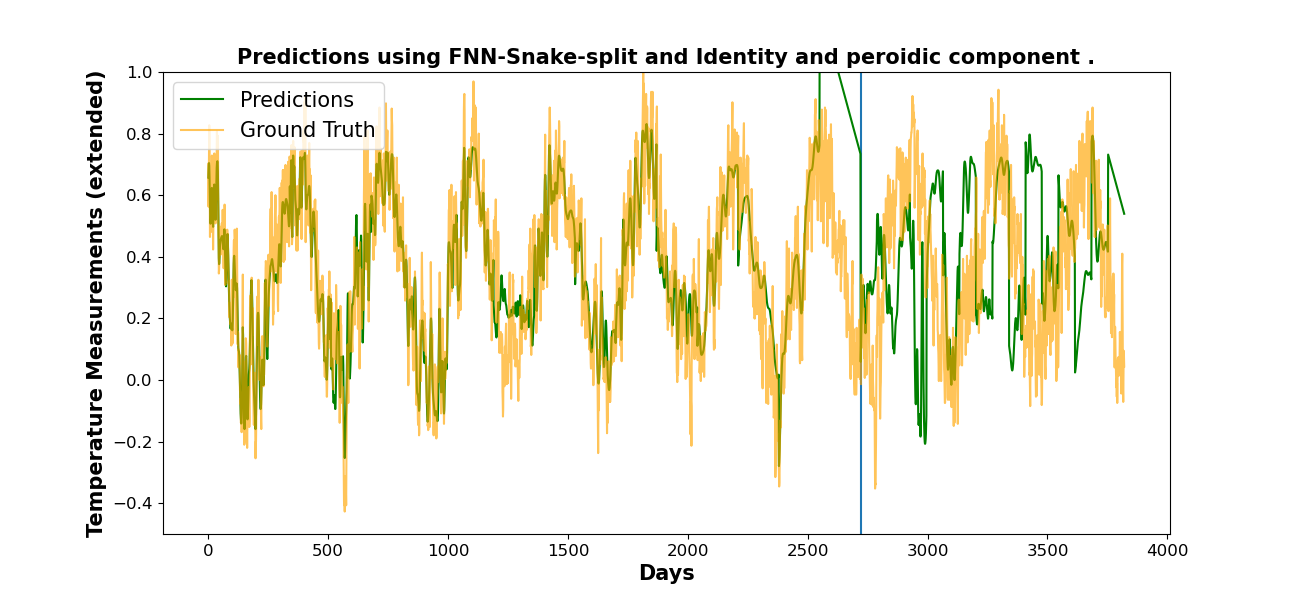 Predictions using FNN-Snake-split and Identity and peroidic component .
Temperature Measurements (extended)
1.0
0.8
0.6
0.4
0.2
0.0
−0.2
−0.4
Predictions
Ground Truth
0 500 1000 1500 2000 2500 3000 3500 4000
Days